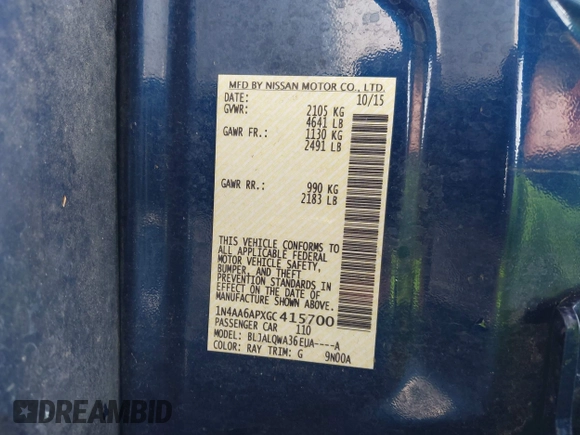 MFD BY NISSAN MOTOR CO., LTD.
DATE: 10/15
GVWR: 2105 KG
4641 LB
GAWR FR.: 1130 KG
2491 LB
GAWR RR.: 990 KG
2183 LB
THIS VEHICLE CONFORMS TO
ALL APPLICABLE FEDERAL
MOTOR VEHICLE SAFETY,
BUMPER, AND THEFT
PREVENTION STANDARDS IN
EFFECT ON THE DATE OF
MANUFACTURE SHOWN ABOVE.
1N4AA6APXGC415700
PASSENGER CAR 110
MODEL: BLJALQWA36EUA----A
COLOR: RAY TRIM: G 9N00A
DREAMBID